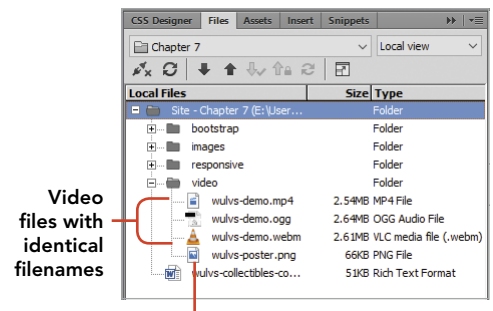 CSS Designer Files Assets Insert Snippets
Chapter 7 Local view
Local Files Size Type
Site - Chapter 7 (E:\User... Folder
bootstrap Folder
images Folder
responsive Folder
video Folder
wulvs-demo.mp4 2.54MB MP4 File
wulvs-demo.ogg 2.64MB OGG Audio File
wulvs-demo.webm 2.61MB VLC media file (.webm)
wulvs-poster.png 66KB PNG File
wulvs-collectibles-co... 51KB Rich Text Format
Video
files with
identical
filenames